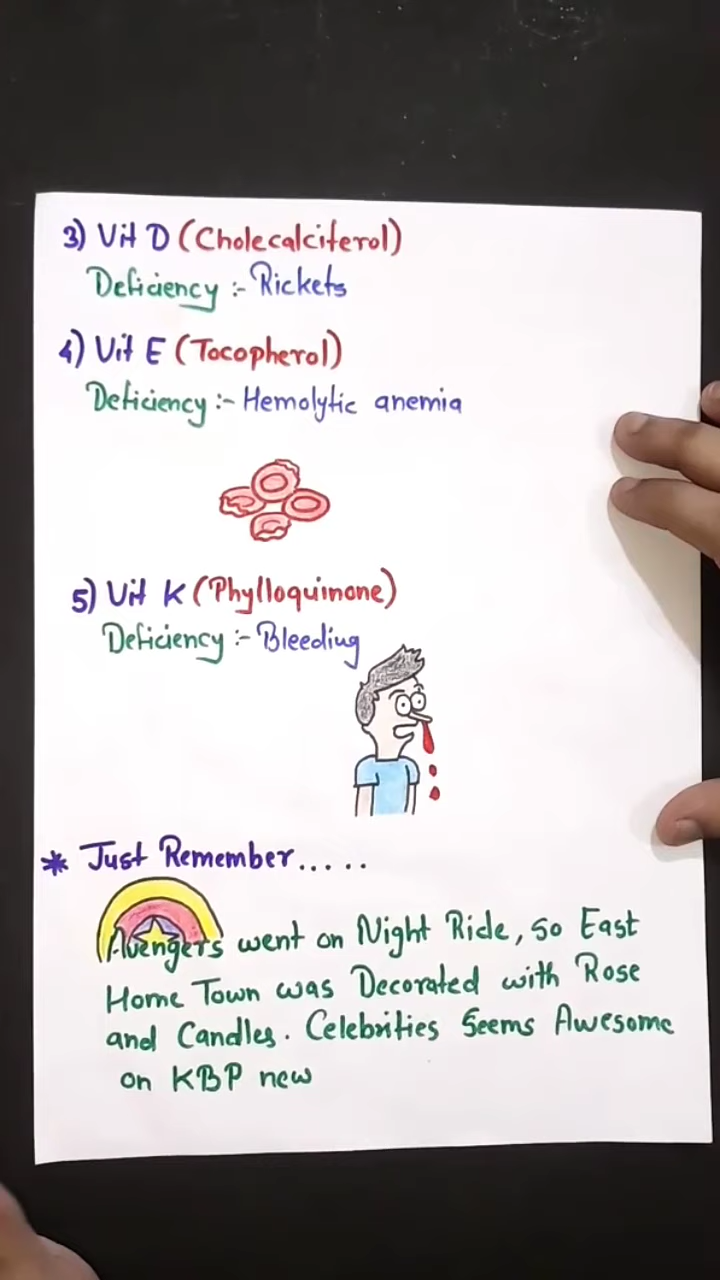 3) Vit D (Cholecalciferol)
Deficiency :- Rickets
4) Vit E (Tocopherol)
Deficiency :- Hemolytic anemia
5) Vit K (Phylloquinone)
Deficiency :- Bleeding
* Just Remember.....
Avengers went on Night Ride, so East
Home Town was Decorated with Rose
and Candles. Celebrities Seems Awesome
on KBP new